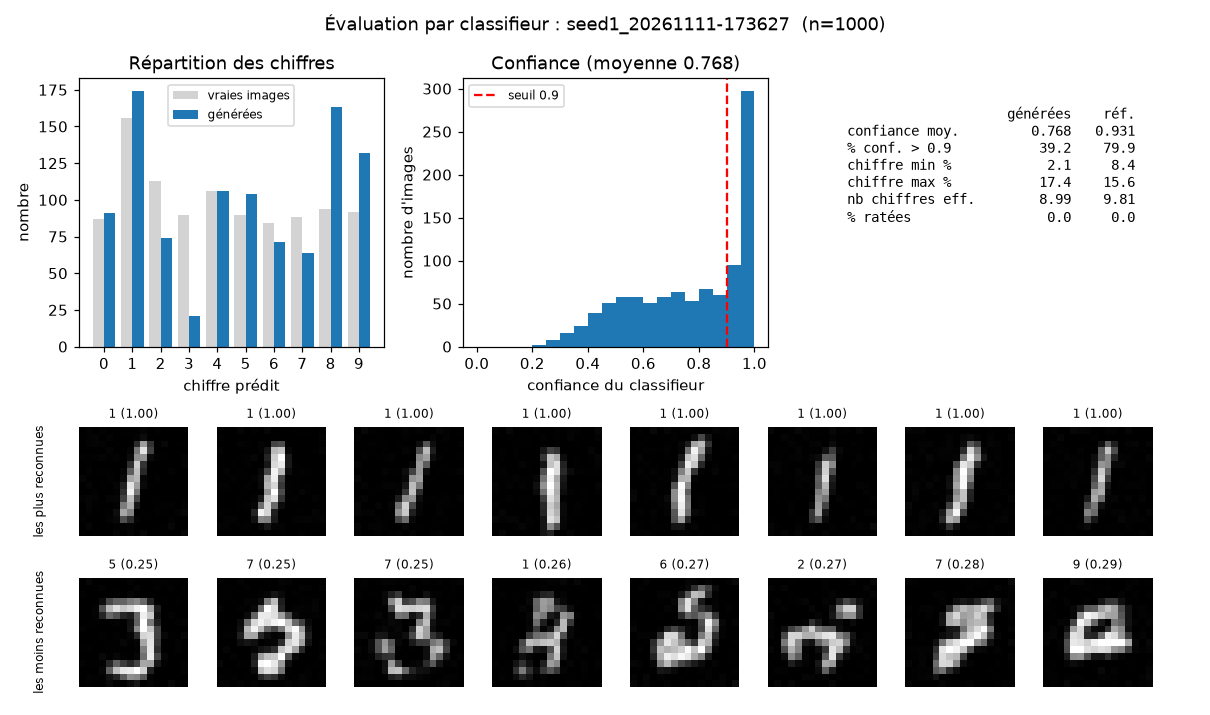 Évaluation par classifieur : seed1_20261111-173627  (n=1000)
Répartition des chiffres
vraies images
générées
175
150
125
100
75
50
25
0
nombre
0 1 2 3 4 5 6 7 8 9
chiffre prédit
Confiance (moyenne 0.768)
seuil 0.9
300
250
200
150
100
50
0
nombre d'images
0.0 0.2 0.4 0.6 0.8 1.0
confiance du classifieur
générées réf.
confiance moy. 0.768 0.931
% conf. > 0.9 39.2 79.9
chiffre min % 2.1 8.4
chiffre max % 17.4 15.6
nb chiffres eff. 8.99 9.81
% ratées 0.0 0.0
les plus reconnues
1 (1.00) 1 (1.00) 1 (1.00) 1 (1.00) 1 (1.00) 1 (1.00) 1 (1.00) 1 (1.00)
les moins reconnues
5 (0.25) 7 (0.25) 7 (0.25) 1 (0.26) 6 (0.27) 2 (0.27) 7 (0.28) 9 (0.29)